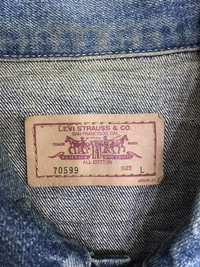 LEVI STRAUSS & CO.
SAN FRANCISCO, CAL.
TRADE MARK
ALL COTTON
70599 SIZE L